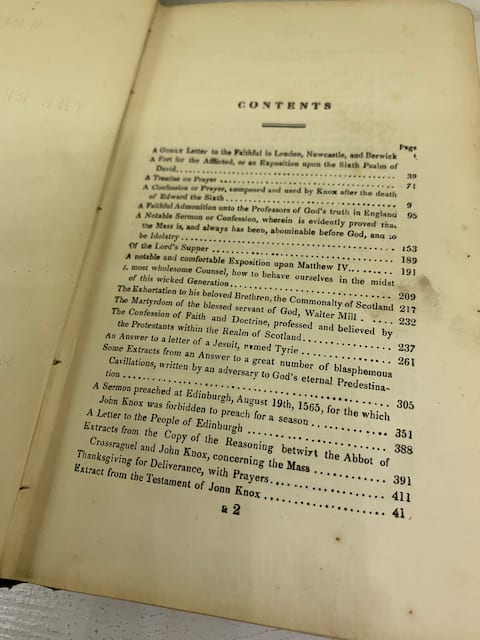 CONTENTS
Page
A GODLY Letter to the Faithful in London, Newcastle, and Berwick
A Fort for the Afflicted, or an Exposition upon the Sixth Psalm of
David 39
A Treatise on Prayer 71
A Confession or Prayer, composed and used by Knox after the death
of Edward the Sixth 9
A Faithful Admonition unto the Professors of God's truth in England 95
A Notable Sermon or Confession, wherein is evidently proved that
the Mass is, and always has been, abominable before God, and
be Idolatry 153
Of the Lord's Supper 189
A notable and comfortable Exposition upon Matthew IV. 191
most wholesome Counsel, how to behave ourselves in the midst
of this wicked Generation 209
The Exhortation to his beloved Brethren, the Commonalty of Scotland 217
The Martyrdom of the blessed servant of God, Walter Mill 232
The Confession of Faith and Doctrine, professed and believed by
the Protestants within the Realm of Scotland 237
An Answer to a letter of a Jesuit, named Tyrie 261
Some Extracts from an Answer to a great number of blasphemous
Cavillations, written by an adversary to God's eternal Predestina-
tion 305
A Sermon preached at Edinburgh, August 19th, 1565, for the which
John Knox was forbidden to preach for a season 351
A Letter to the People of Edinburgh 388
Extracts from the Copy of the Reasoning betwixt the Abbot of
Crossraguel and John Knox, concerning the Mass 391
Thanksgiving for Deliverance, with Prayers 411
Extract from the Testament of John Knox 41
a 2